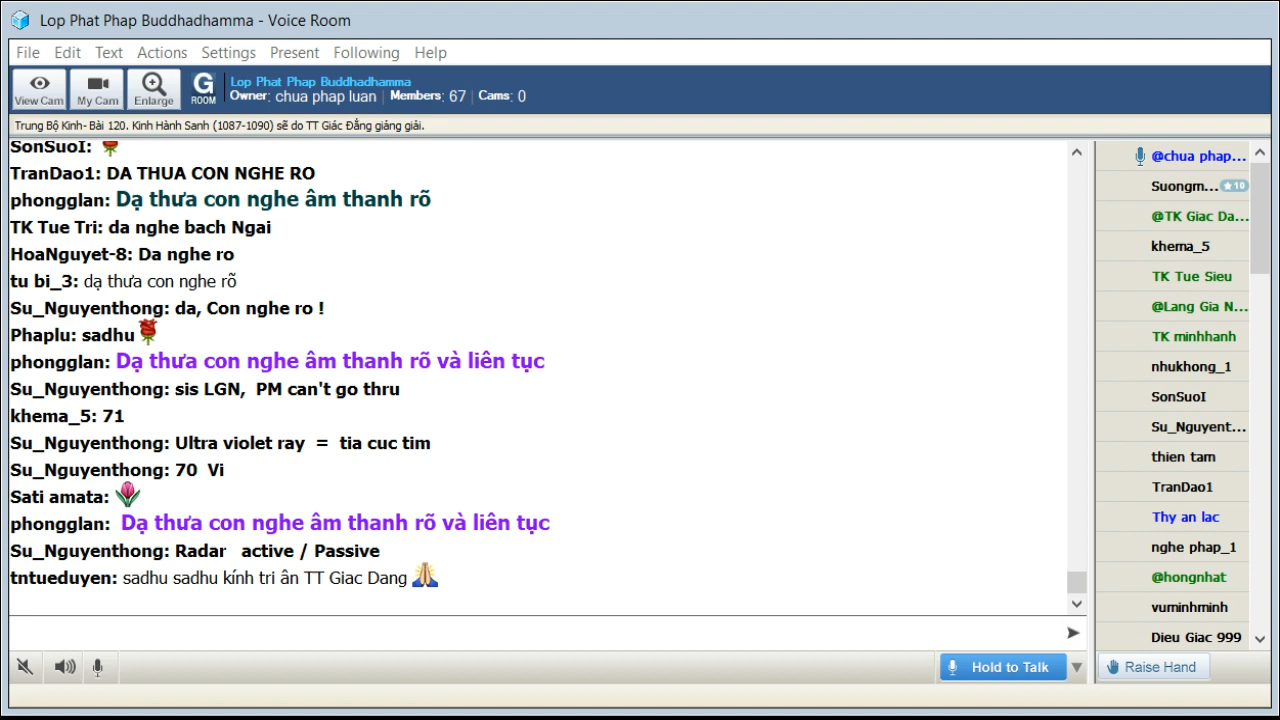 Lop Phat Phap Buddhadhamma - Voice Room
File Edit Text Actions Settings Present Following Help
View Cam My Cam Enlarge G ROOM
Lop Phat Phap Buddhadhamma
Owner: chua phap luan | Members: 67 | Cams: 0
Trung Bộ Kinh- Bài 120. Kinh Hành Sanh (1087-1090) sẽ do TT Giác Đẳng giảng giải.
SonSuoI:
TranDao1: DA THUA CON NGHE RO
phongglan: Dạ thưa con nghe âm thanh rõ
TK Tue Tri: da nghe bach Ngai
HoaNguyet-8: Da nghe ro
tu bi_3: dạ thưa con nghe rõ
Su_Nguyenthong: da, Con nghe ro !
Phaplu: sadhu
phongglan: Dạ thưa con nghe âm thanh rõ và liên tục
Su_Nguyenthong: sis LGN, PM can't go thru
khema_5: 71
Su_Nguyenthong: Ultra violet ray = tia cuc tim
Su_Nguyenthong: 70 Vi
Sati amata:
phongglan: Dạ thưa con nghe âm thanh rõ và liên tục
Su_Nguyenthong: Radar active / Passive
tntueduyen: sadhu sadhu kính tri ân TT Giac Dang
@chua phap...
Suongm... ★10
@TK Giac Da...
khema_5
TK Tue Sieu
@Lang Gia N...
TK minhhanh
nhukhong_1
SonSuoI
Su_Nguyent...
thien tam
TranDao1
Thy an lac
nghe phap_1
@hongnhat
vuminhminh
Dieu Giac 999
Hold to Talk
Raise Hand